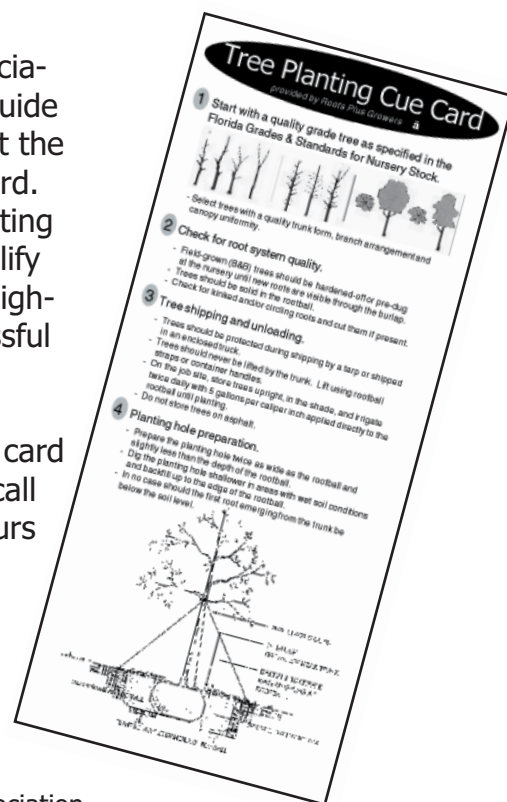 cia-
uide
t the
rd.
ting
lify
igh-
ssful
card
call
urs
ociation
Tree Planting Cue Card
provided by Roots Plus Growers
1 Start with a quality grade tree as specified in the
Florida Grades & Standards for Nursery Stock.
- Select trees with a quality trunk form, branch arrangement and
canopy uniformity.
2 Check for root system quality.
- Field-grown (B&B) trees should be hardened-off or pre-dug
at the nursery until new roots are visible through the burlap.
- Trees should be solid in the rootball.
- Check for kinked and/or circling roots and cut them if present.
3 Tree shipping and unloading.
- Trees should be protected during shipping by a tarp or shipped
in an enclosed truck.
- Trees should never be lifted by the trunk. Lift using rootball
straps or container handles.
- On the job site, store trees upright, in the shade, and irrigate
twice daily with 5 gallons per caliper inch applied directly to the
rootball until planting.
- Do not store trees on asphalt.
4 Planting hole preparation.
- Prepare the planting hole twice as wide as the rootball and
slightly less than the depth of the rootball.
- Dig the planting hole shallower in areas with wet soil conditions
and backfill up to the edge of the rootball.
- In no case should the first root emerging from the trunk be
below the soil level.